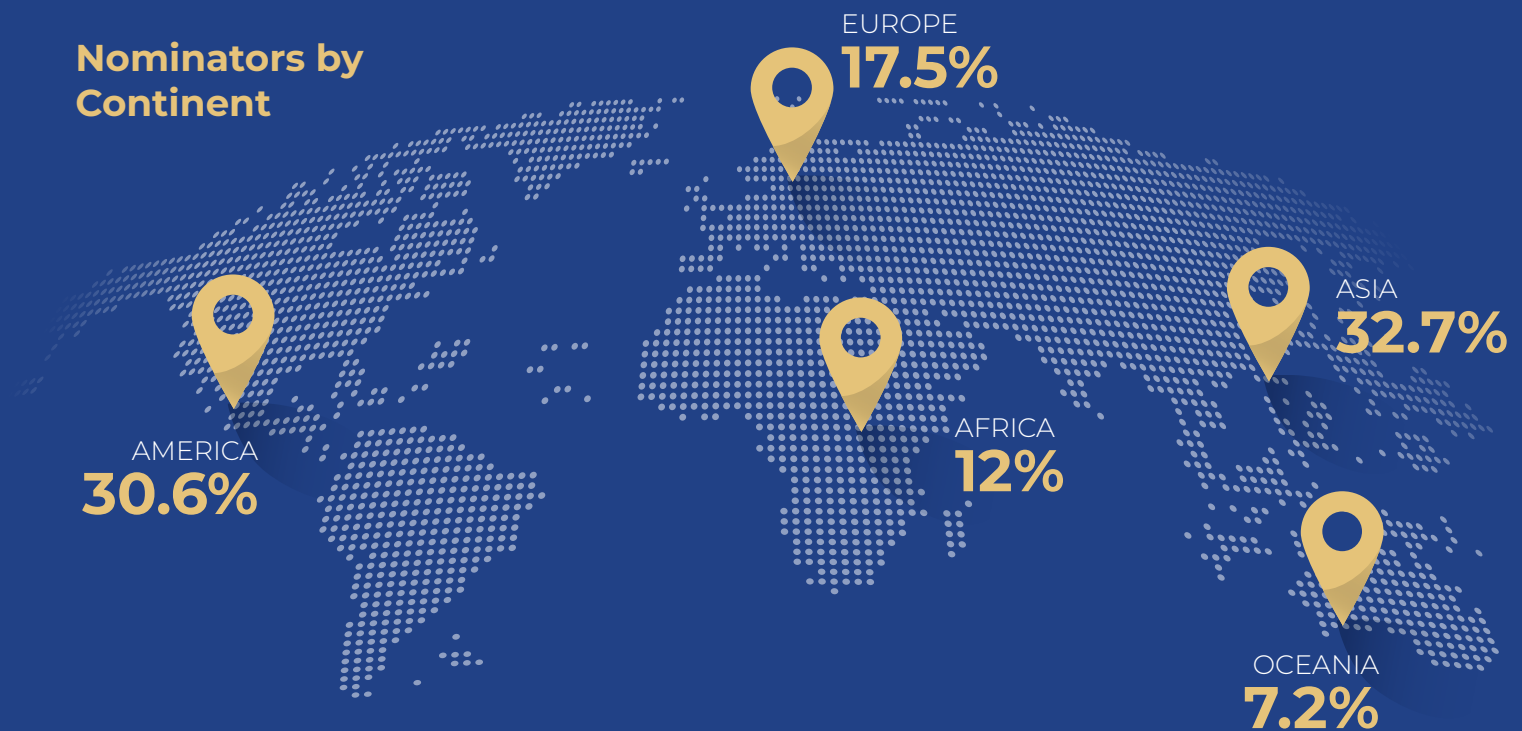 Nominators by
Continent
EUROPE
17.5%
ASIA
32.7%
AMERICA
30.6%
AFRICA
12%
OCEANIA
7.2%